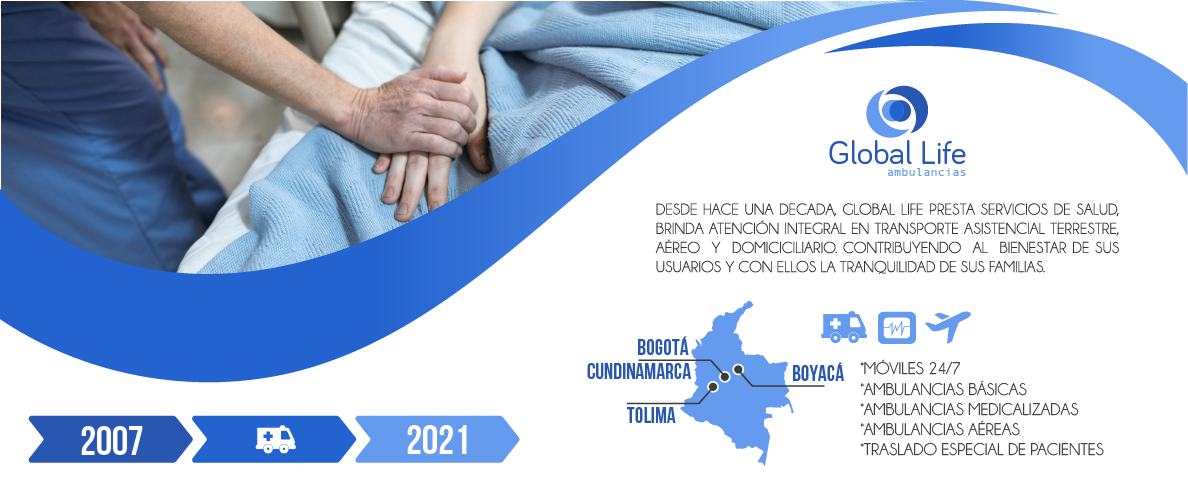 Global Life
ambulancias
DESDE HACE UNA DECADA, GLOBAL LIFE PRESTA SERVICIOS DE SALUD,
BRINDA ATENCIÓN INTEGRAL EN TRANSPORTE ASISTENCIAL TERRESTRE,
AÉREO Y DOMICICILIARIO. CONTRIBUYENDO AL BIENESTAR DE SUS
USUARIOS Y CON ELLOS LA TRANQUILIDAD DE SUS FAMILIAS.
BOGOTÁ
CUNDINAMARCA
BOYACÁ
TOLIMA
*MÓVILES 24/7
*AMBULANCIAS BÁSICAS
*AMBULANCIAS MEDICALIZADAS
*AMBULANCIAS AÉREAS
*TRASLADO ESPECIAL DE PACIENTES
2007
2021